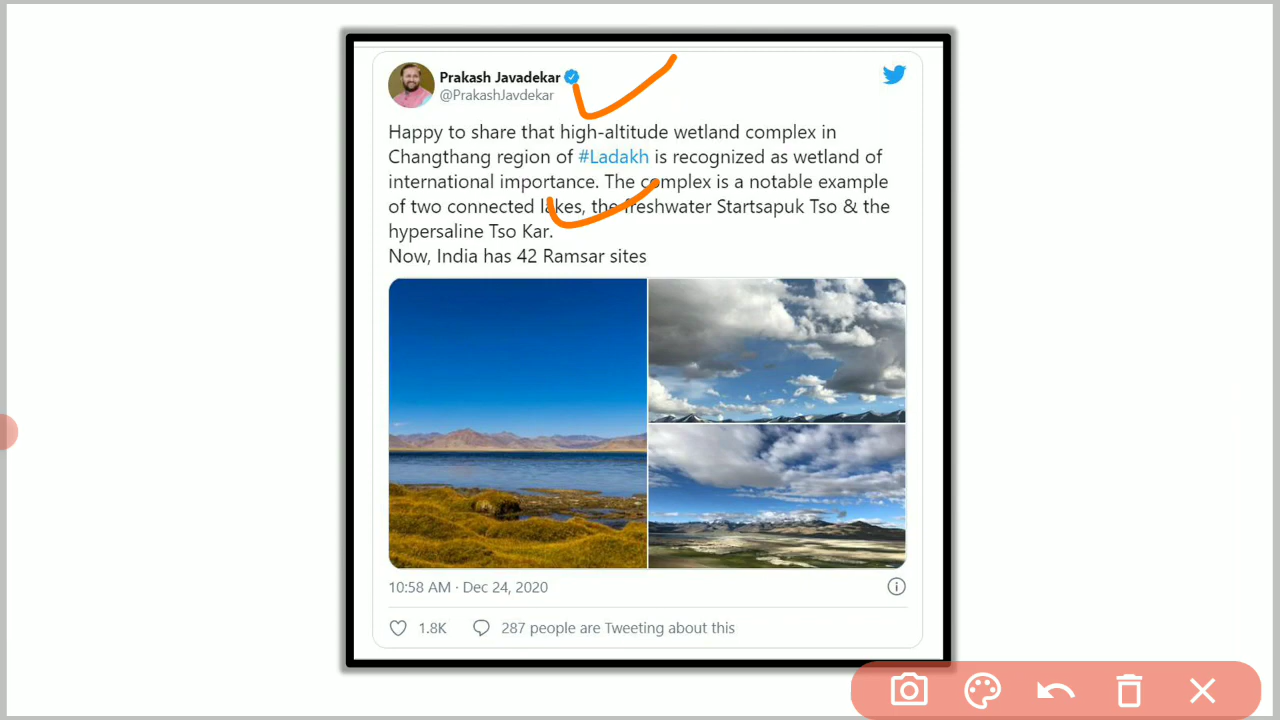 Prakash Javadekar
@PrakashJavdekar
Happy to share that high-altitude wetland complex in
Changthang region of #Ladakh is recognized as wetland of
international importance. The complex is a notable example
of two connected lakes, the freshwater Startsapuk Tso & the
hypersaline Tso Kar.
Now, India has 42 Ramsar sites
10:58 AM · Dec 24, 2020
1.8K 287 people are Tweeting about this